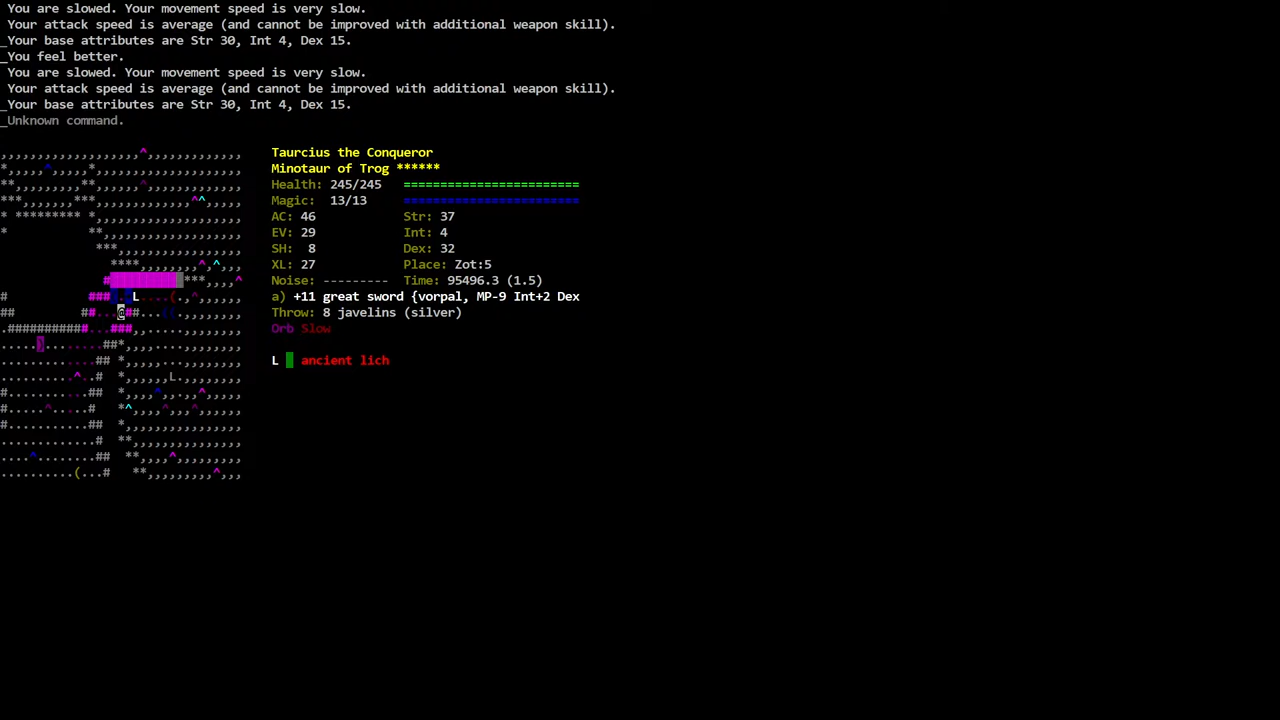 You are slowed. Your movement speed is very slow.
Your attack speed is average (and cannot be improved with additional weapon skill).
_Your base attributes are Str 30, Int 4, Dex 15.
_You feel better.
You are slowed. Your movement speed is very slow.
Your attack speed is average (and cannot be improved with additional weapon skill).
_Your base attributes are Str 30, Int 4, Dex 15.
_Unknown command.
Taurcius the Conqueror
Minotaur of Trog ******
Health: 245/245 ========================
Magic: 13/13 ========================
AC: 46 Str: 37
EV: 29 Int: 4
SH: 8 Dex: 32
XL: 27 Place: Zot:5
Noise: --------- Time: 95496.3 (1.5)
a) +11 great sword {vorpal, MP-9 Int+2 Dex
Throw: 8 javelins (silver)
Orb Slow
L ancient lich